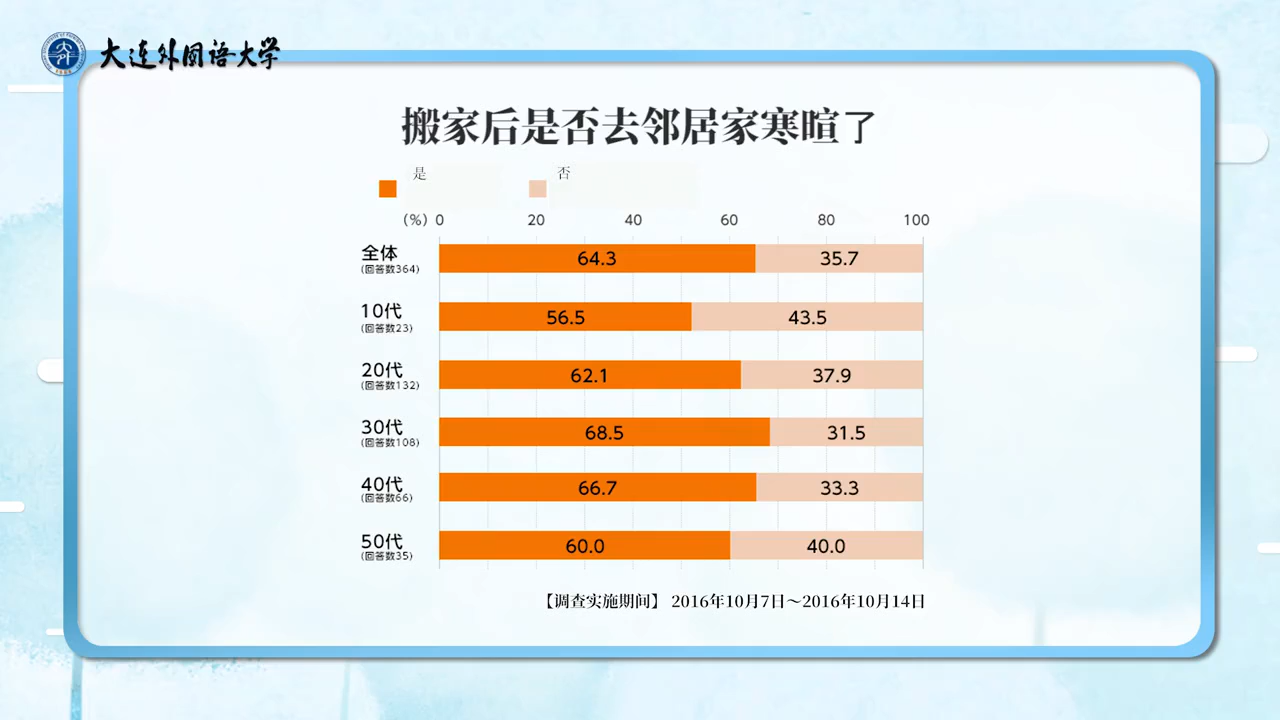 大连外国语大学
搬家后是否去邻居家寒暄了
是 否
(%) 0 20 40 60 80 100
全体 64.3 35.7
(回答数364)
10代 56.5 43.5
(回答数23)
20代 62.1 37.9
(回答数132)
30代 68.5 31.5
(回答数108)
40代 66.7 33.3
(回答数66)
50代 60.0 40.0
(回答数35)
【调查实施期间】 2016年10月7日～2016年10月14日